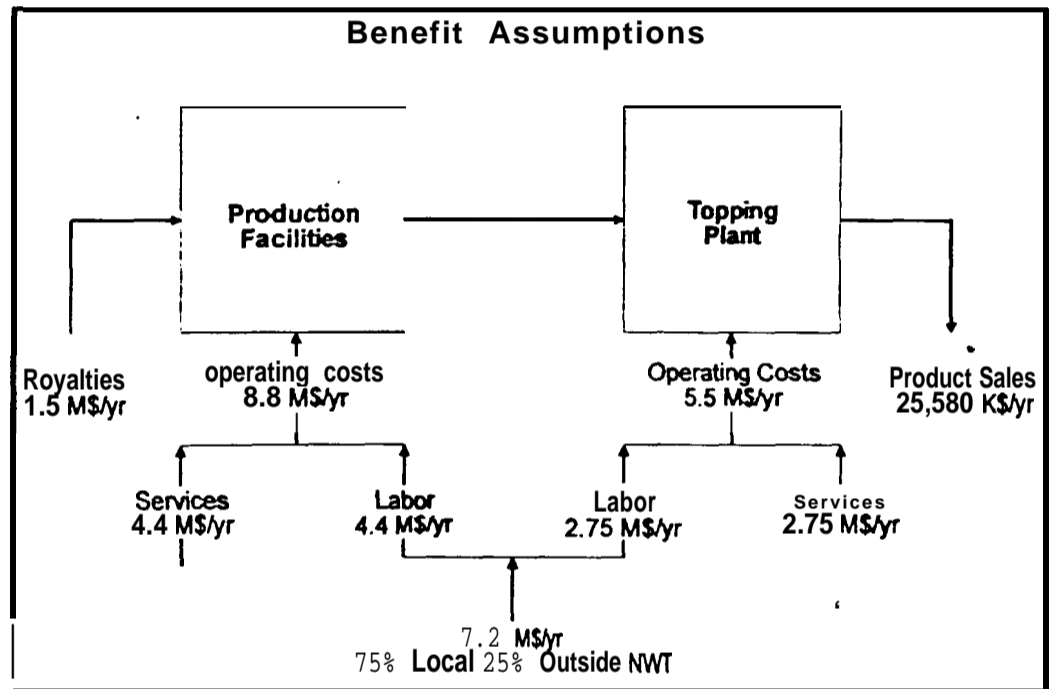 Benefit Assumptions
Production
Facilities
Topping
Plant
Royalties
1.5 M$/yr
operating costs
8.8 M$/yr
Operating Costs
5.5 M$/yr
Product Sales
25,580 K$/yr
Services
4.4 M$/yr
Labor
4.4 M$/yr
Labor
2.75 M$/yr
Services
2.75 M$/yr
7.2 M$/yr
75% Local 25% Outside NWT